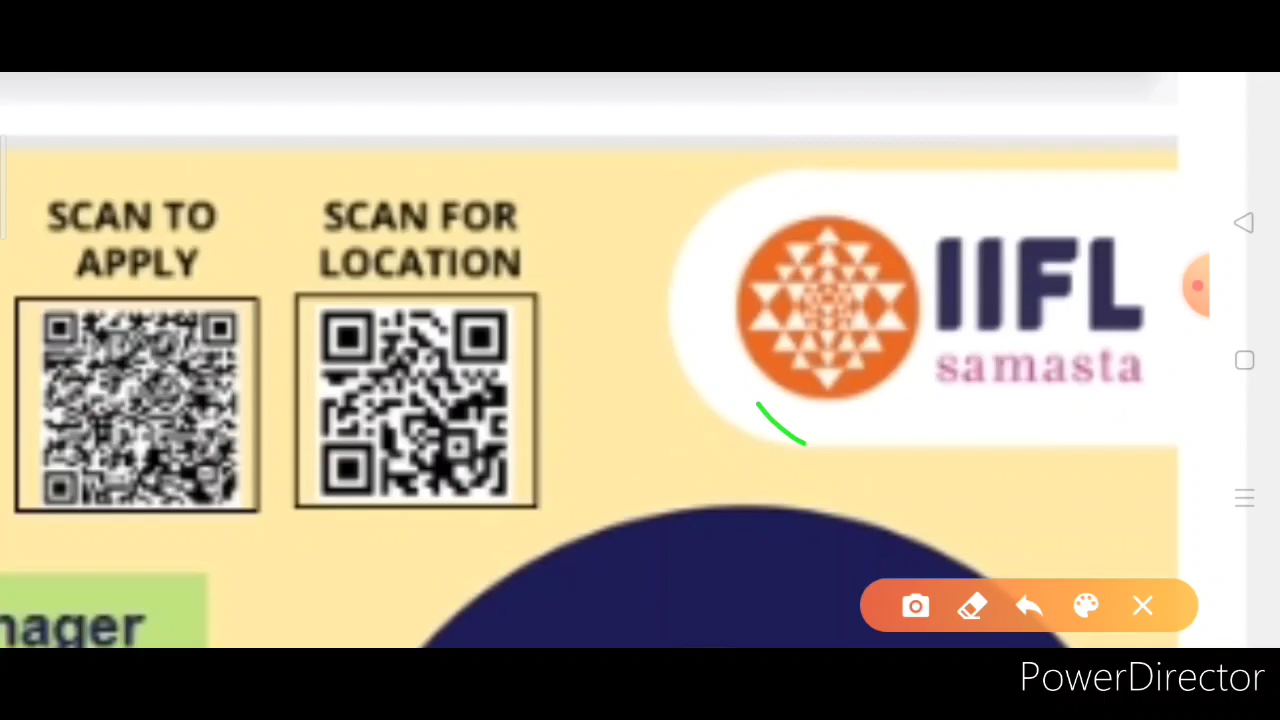 SCAN TO
APPLY
SCAN FOR
LOCATION
IIFL
samasta
nager
PowerDirector